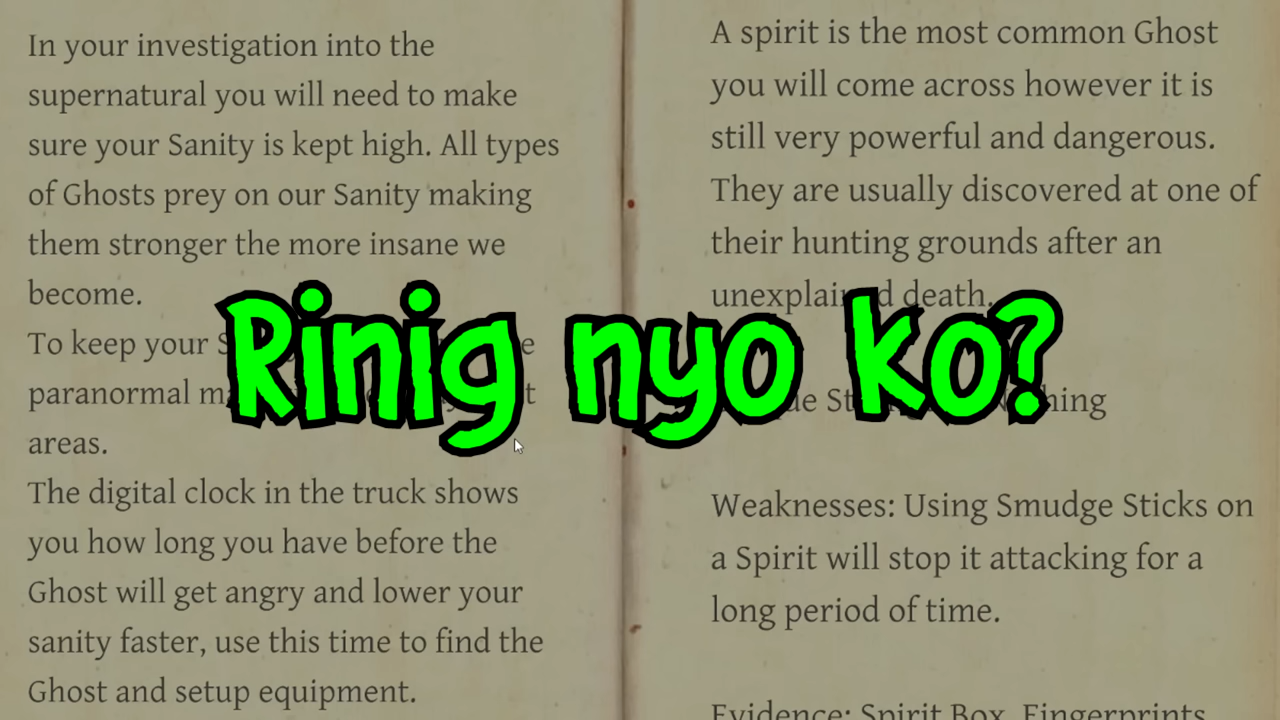 In your investigation into the
supernatural you will need to make
sure your Sanity is kept high. All types
of Ghosts prey on our Sanity making
them stronger the more insane we
become.
To keep your
paranormal
areas.
The digital clock in the truck shows
you how long you have before the
Ghost will get angry and lower your
sanity faster, use this time to find the
Ghost and setup equipment.
A spirit is the most common Ghost
you will come across however it is
still very powerful and dangerous.
They are usually discovered at one of
their hunting grounds after an
unexplained death.
Weaknesses: Using Smudge Sticks on
a Spirit will stop it attacking for a
long period of time.
Evidence: Spirit Box, Fingerprints
Rinig nyo ko?